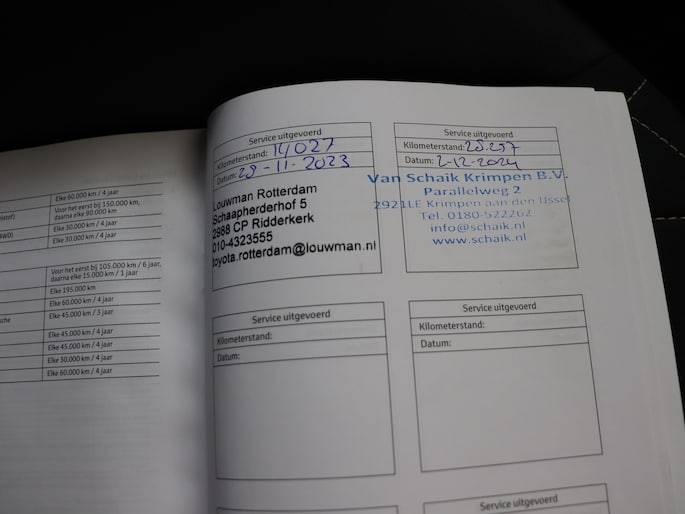 Elke 60.000 km / 4 jaar
Voor het eerst bij 150.000 km,
daarna elke 90.000 km
Elke 30.000 km / 4 jaar
Elke 30.000 km / 4 jaar
Voor het eerst bij 105.000 km / 6 jaar,
daarna elke 15.000 km / 1 jaar
Elke 195.000 km
Elke 60.000 km / 4 jaar
Elke 45.000 km / 3 jaar
Elke 45.000 km / 4 jaar
Elke 45.000 km / 4 jaar
Elke 30.000 km / 4 jaar
Elke 60.000 km / 4 jaar
Service uitgevoerd
Kilometerstand: 14027
Datum: 29-11-2023
Louwman Rotterdam
Schaapherderhof 5
2988 CP Ridderkerk
010-4323555
toyota.rotterdam@louwman.nl
Service uitgevoerd
Kilometerstand: 28.297
Datum: 2-12-2024
Van Schaik Krimpen B.V.
Parallelweg 2
2921LE Krimpen aan den IJssel
Tel. 0180-522262
info@schaik.nl
www.schaik.nl
Service uitgevoerd
Kilometerstand:
Datum:
Service uitgevoerd
Kilometerstand:
Datum:
Service uitgevoerd